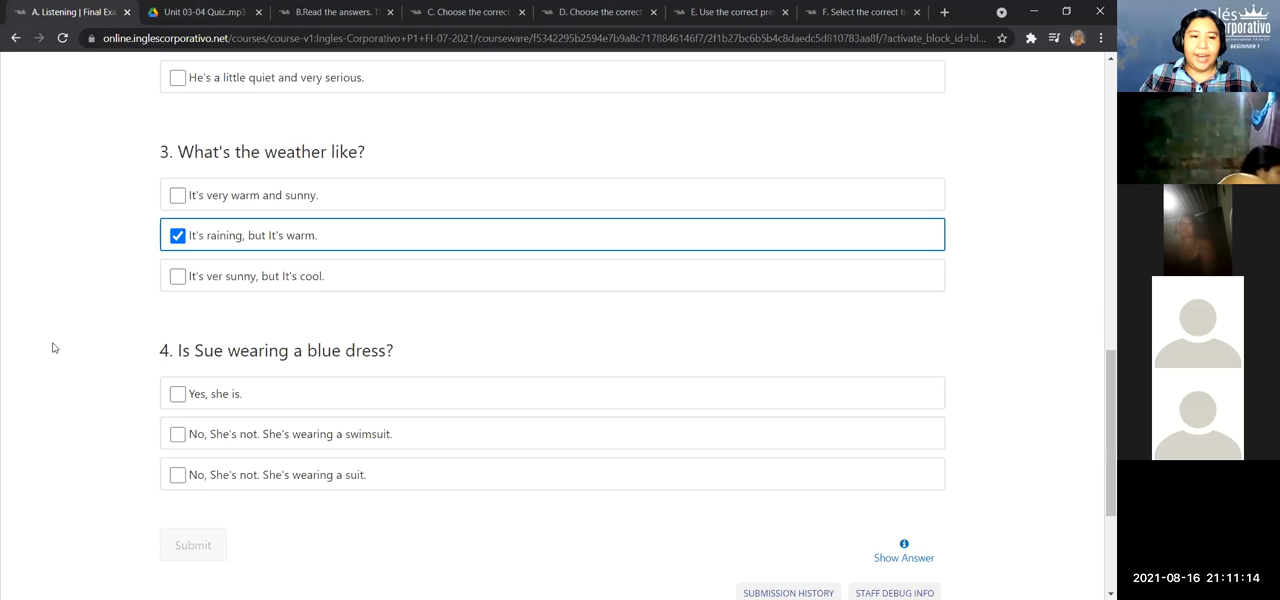 A. Listening | Final Exa
Unit 03-04 Quiz..mp3
B.Read the answers. T
C. Choose the correct
D. Choose the correct
E. Use the correct pre
F. Select the correct ti
online.inglescorporativo.net/courses/course-v1:Ingles-Corporativo+P1+FI-07-2021/courseware/f5342295b2594e7b9a8c7178846146f7/2f1b27bc6b5b4c8daedc5d810783aa8f/?activate_block_id=bl...
He's a little quiet and very serious.
3. What's the weather like?
It's very warm and sunny.
It's raining, but It's warm.
It's ver sunny, but It's cool.
4. Is Sue wearing a blue dress?
Yes, she is.
No, She's not. She's wearing a swimsuit.
No, She's not. She's wearing a suit.
Submit
Show Answer
SUBMISSION HISTORY
STAFF DEBUG INFO
BEGINNER 1
2021-08-16 21:11:14